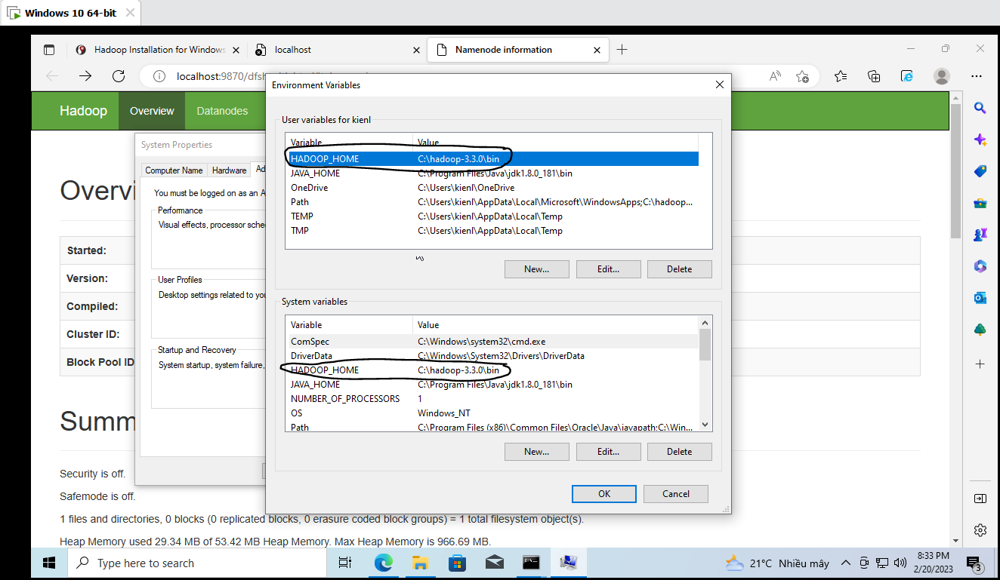 Windows 10 64-bit
Hadoop Installation for Windows
localhost
Namenode information
localhost:9870/dfsh
Environment Variables
Hadoop
Overview
Datanodes
System Properties
Computer Name
Hardware
Ad
You must be logged on as an A
Performance
Visual effects, processor sche
User Profiles
Desktop settings related to you
Startup and Recovery
System startup, system failure,
User variables for kienl
Variable Value
HADOOP_HOME C:\hadoop-3.3.0\bin
JAVA_HOME C:\Program Files\Java\jdk1.8.0_181\bin
OneDrive C:\Users\kienl\OneDrive
Path C:\Users\kienl\AppData\Local\Microsoft\WindowsApps;C:\hadoop...
TEMP C:\Users\kienl\AppData\Local\Temp
TMP C:\Users\kienl\AppData\Local\Temp
New... Edit... Delete
System variables
Variable Value
ComSpec C:\Windows\system32\cmd.exe
DriverData C:\Windows\System32\Drivers\DriverData
HADOOP_HOME C:\hadoop-3.3.0\bin
JAVA_HOME C:\Program Files\Java\jdk1.8.0_181\bin
NUMBER_OF_PROCESSORS 1
OS Windows_NT
Path C:\Program Files (x86)\Common Files\Oracle\Java\javapath;C:\Win...
New... Edit... Delete
OK Cancel
Overvi
Started:
Version:
Compiled:
Cluster ID:
Block Pool ID
Summ
Security is off.
Safemode is off.
1 files and directories, 0 blocks (0 replicated blocks, 0 erasure coded block groups) = 1 total filesystem object(s).
Heap Memory used 29.34 MB of 53.42 MB Heap Memory. Max Heap Memory is 966.69 MB.
Type here to search
21°C Nhiều mây
8:33 PM
2/20/2023
3